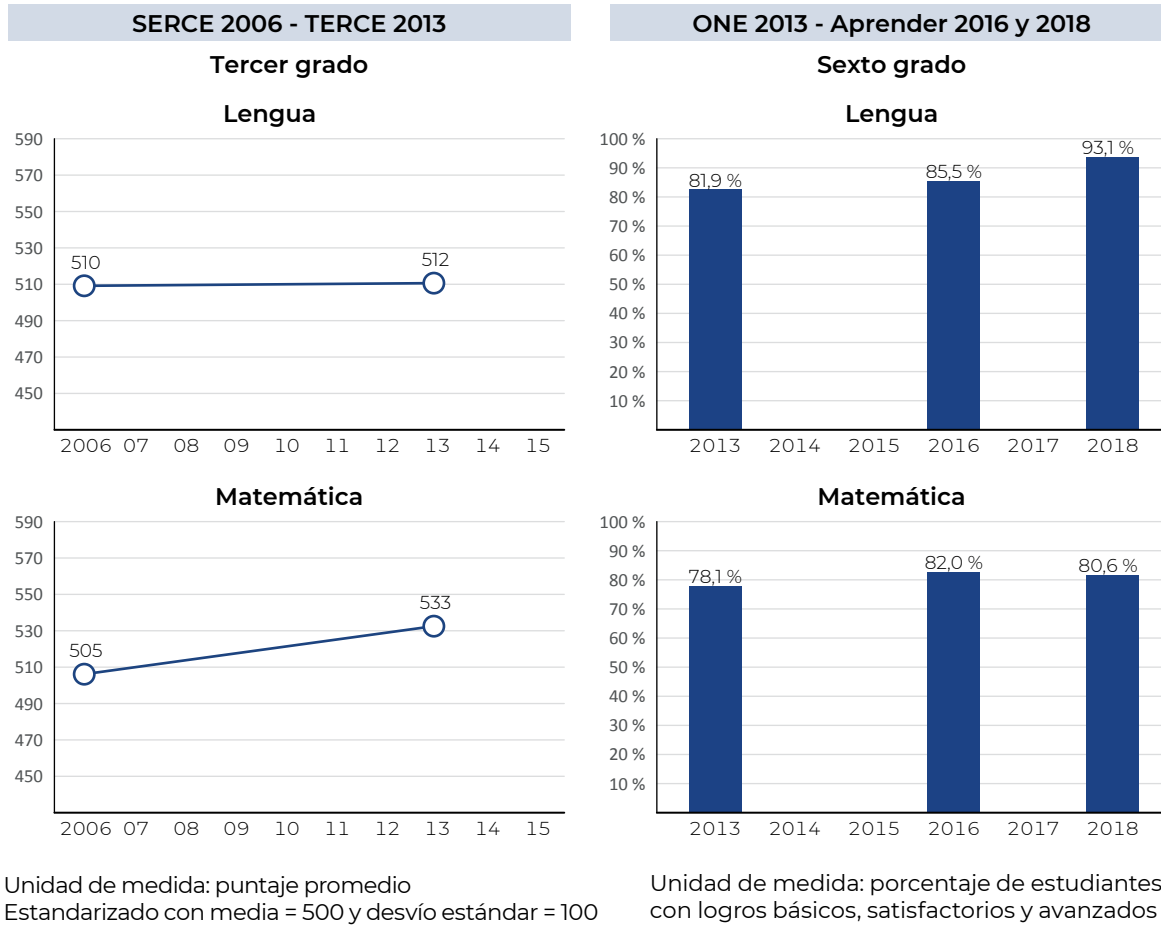 SERCE 2006 - TERCE 2013
Tercer grado
Lengua
590
570
550
530
510
490
470
450
510
512
2006 07 08 09 10 11 12 13 14 15
Matemática
590
570
550
530
510
490
470
450
505
533
2006 07 08 09 10 11 12 13 14 15
Unidad de medida: puntaje promedio
Estandarizado con media = 500 y desvío estándar = 100
ONE 2013 - Aprender 2016 y 2018
Sexto grado
Lengua
100 %
90 %
80 %
70 %
60 %
50 %
40 %
30 %
20 %
10 %
81,9 %
85,5 %
93,1 %
2013 2014 2015 2016 2017 2018
Matemática
100 %
90 %
80 %
70 %
60 %
50 %
40 %
30 %
20 %
10 %
78,1 %
82,0 %
80,6 %
2013 2014 2015 2016 2017 2018
Unidad de medida: porcentaje de estudiantes
con logros básicos, satisfactorios y avanzados